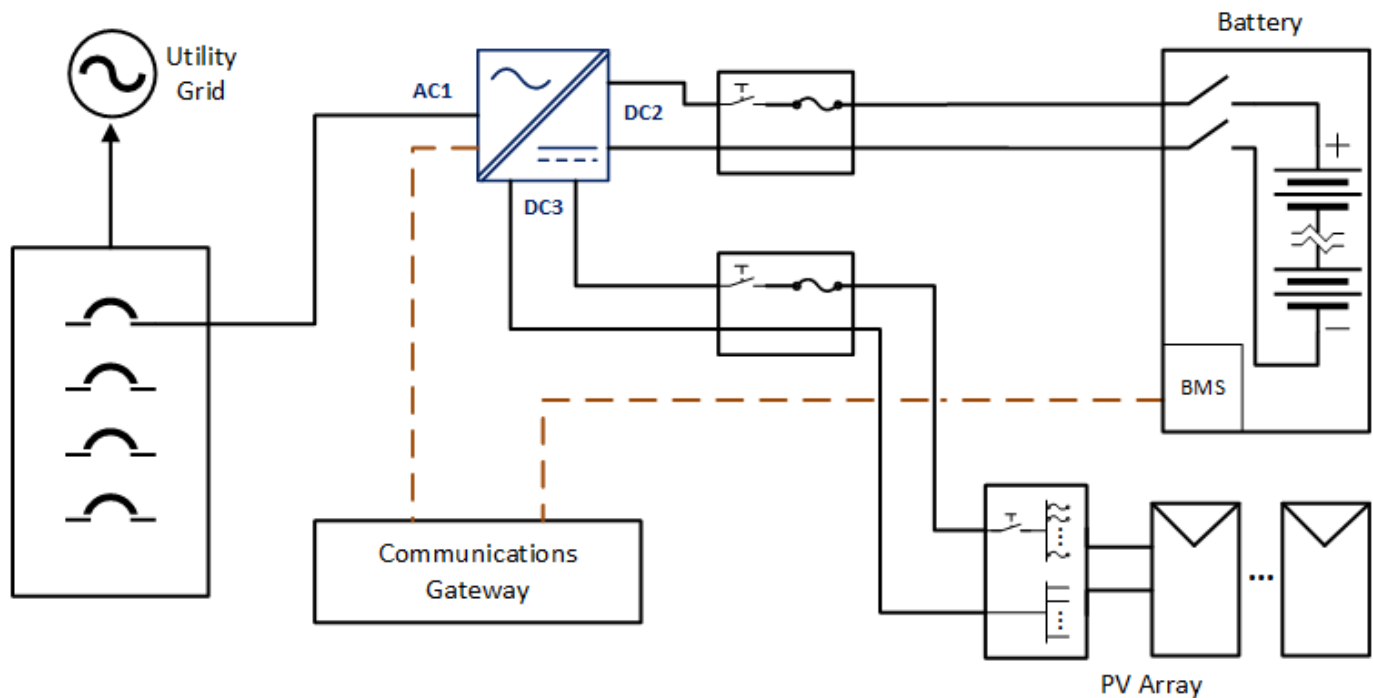 Battery
Utility
Grid
AC1
DC2
DC3
+
−
BMS
Communications
Gateway
...
PV Array